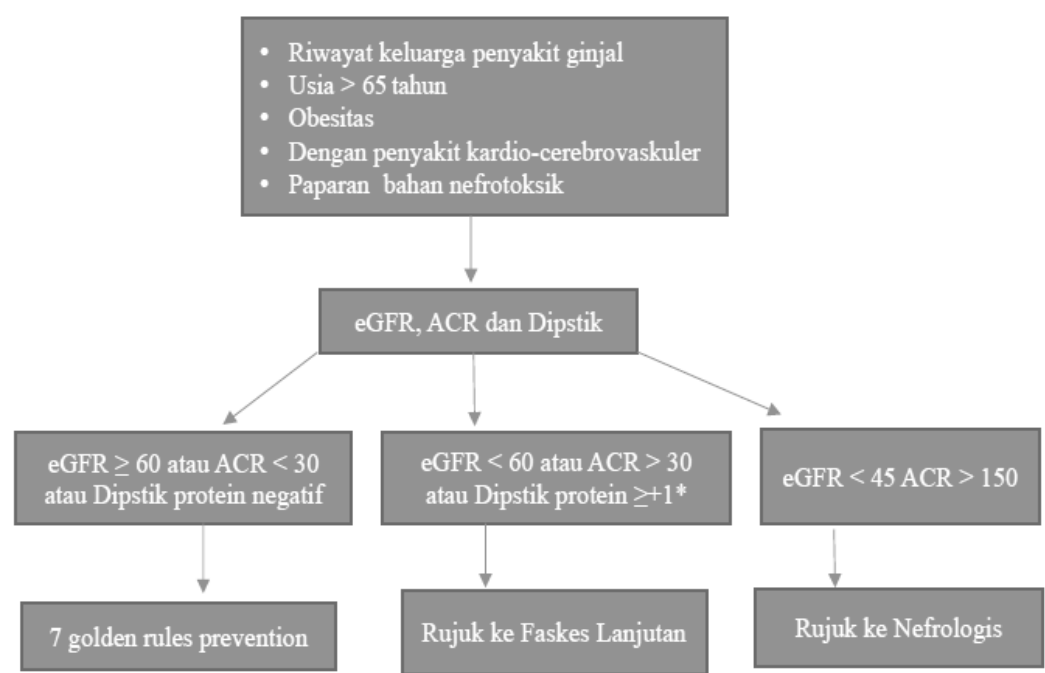 • Riwayat keluarga penyakit ginjal
• Usia > 65 tahun
• Obesitas
• Dengan penyakit kardio-cerebrovaskuler
• Paparan bahan nefrotoksik
eGFR, ACR dan Dipstik
eGFR ≥ 60 atau ACR < 30
atau Dipstik protein negatif
eGFR < 60 atau ACR > 30
atau Dipstik protein ≥+1*
eGFR < 45 ACR > 150
7 golden rules prevention
Rujuk ke Faskes Lanjutan
Rujuk ke Nefrologis